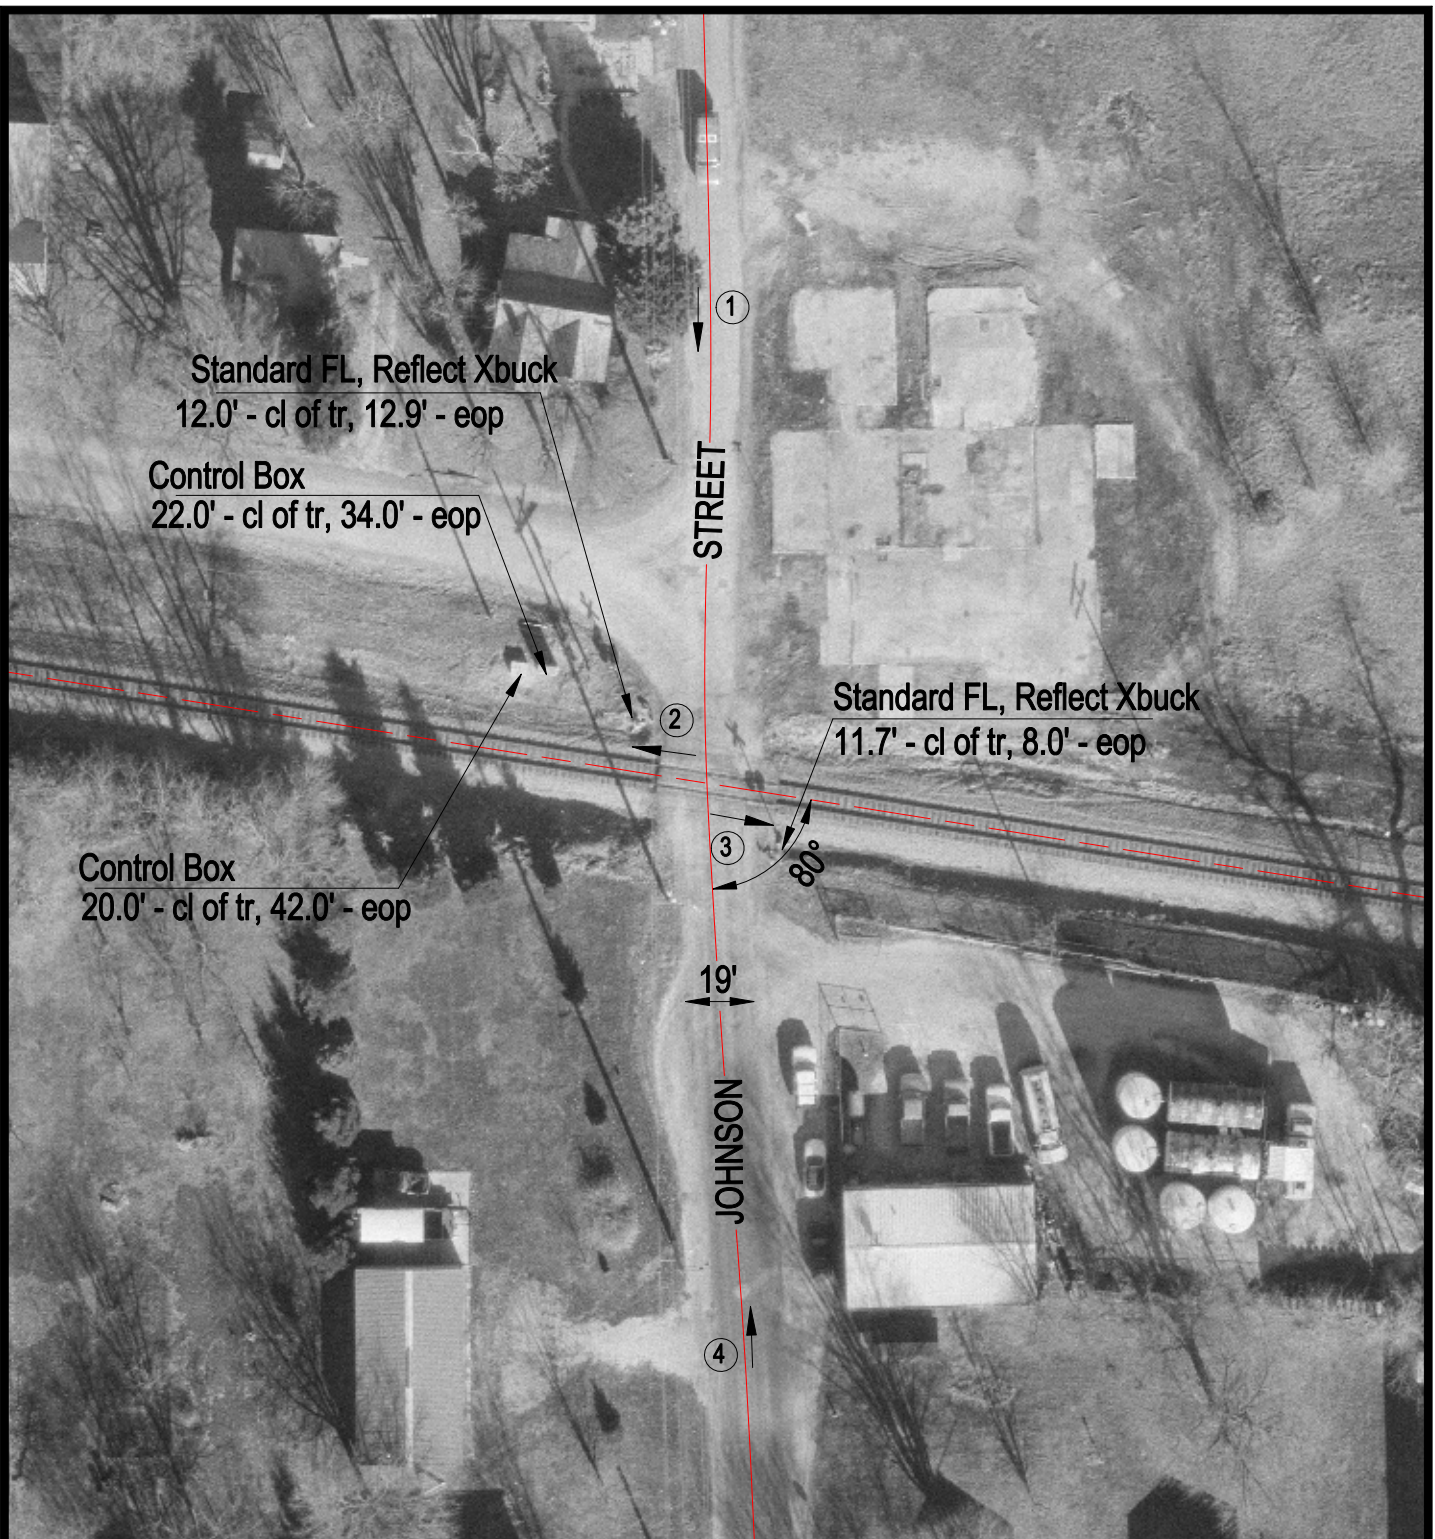 1
Standard FL, Reflect Xbuck
12.0' - cl of tr, 12.9' - eop
Control Box
22.0' - cl of tr, 34.0' - eop
STREET
2
Standard FL, Reflect Xbuck
11.7' - cl of tr, 8.0' - eop
3
80°
Control Box
20.0' - cl of tr, 42.0' - eop
19'
JOHNSON
4